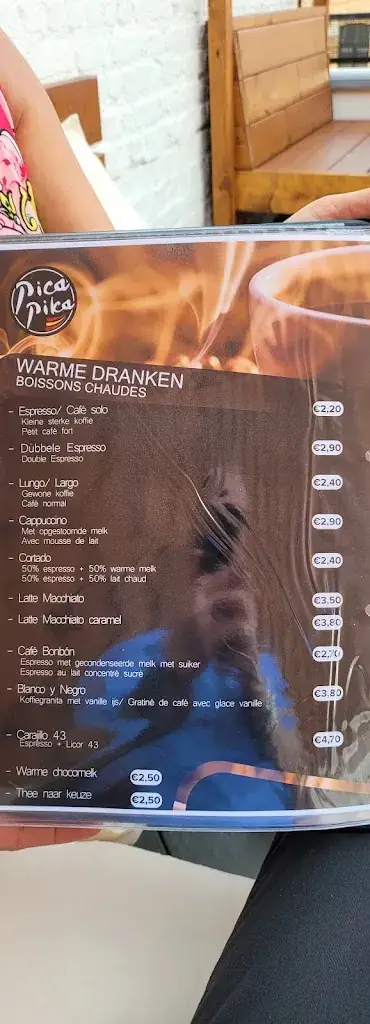 Pica
Pika
WARME DRANKEN
BOISSONS CHAUDES
- Espresso/ Café solo €2,20
Kleine sterke koffie
Petit café fort
- Dubbele Espresso €2,90
Double Espresso
- Lungo/ Largo €2,40
Gewone koffie
Café normal
- Cappuccino €2,90
Met opgestoomde melk
Avec mousse de lait
- Cortado €2,40
50% espresso + 50% warme melk
50% espresso + 50% lait chaud
- Latte Macchiato €3,50
- Latte Macchiato caramel €3,80
- Café Bonbón €2,70
Espresso met gecondenseerde melk met suiker
Espresso au lait concentré sucré
- Blanco y Negro €3,80
Koffiegranita met vanille ijs/ Gratiné de café avec glace vanille
- Carajillo 43 €4,70
Espresso + Licor 43
- Warme chocomelk €2,50
- Thee naar keuze €2,50